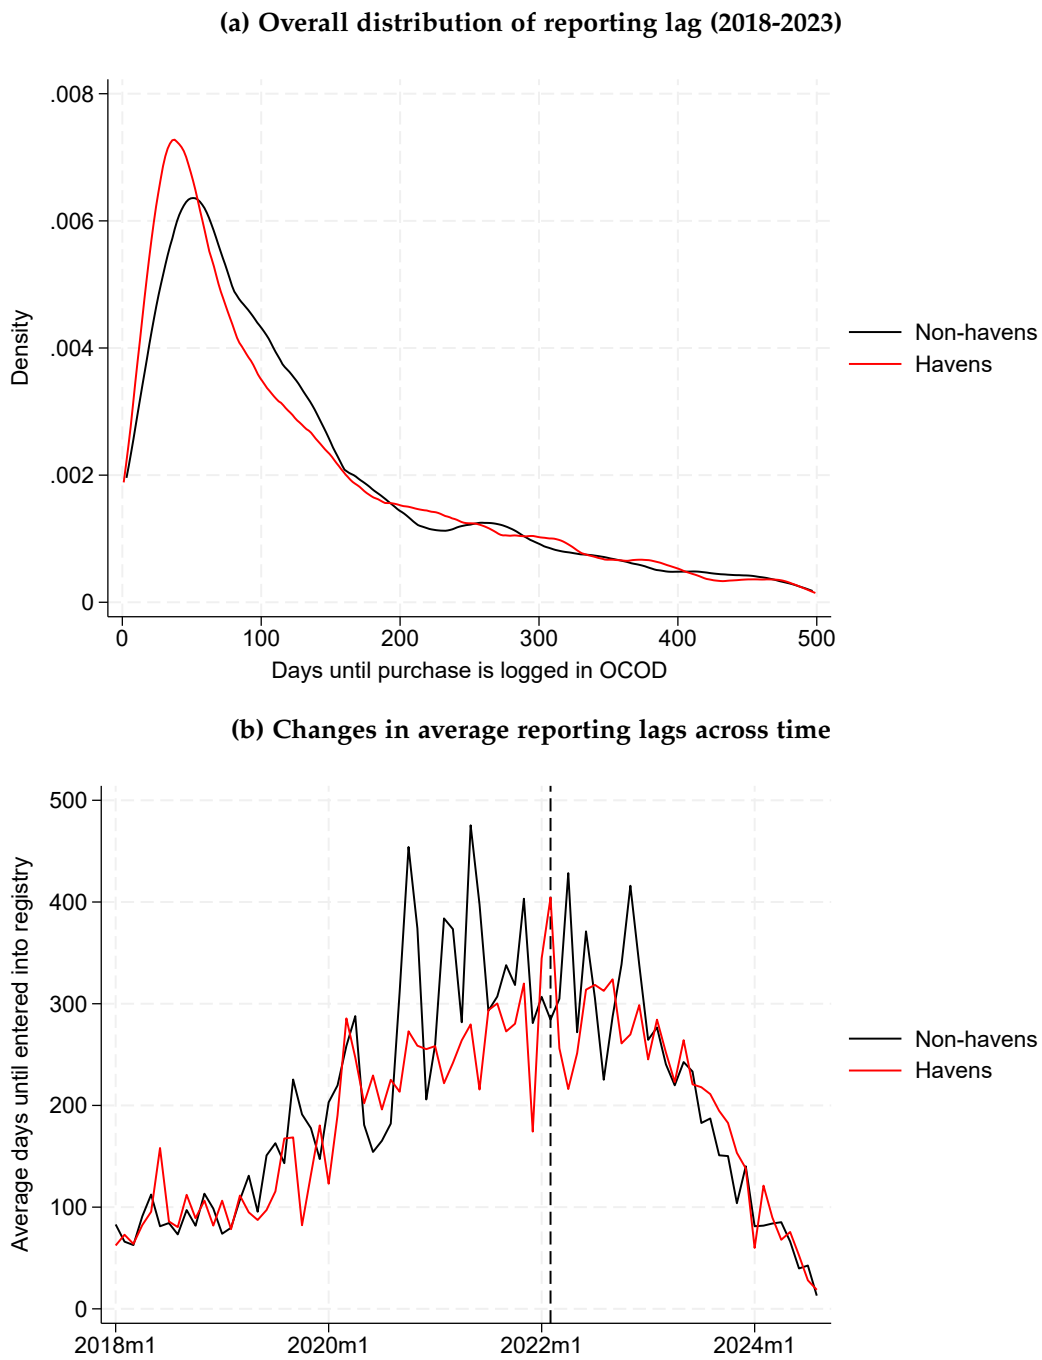 (a) Overall distribution of reporting lag (2018-2023)
.008
.006
.004
.002
0
Density
0 100 200 300 400 500
Days until purchase is logged in OCOD
Non-havens
Havens
(b) Changes in average reporting lags across time
500
400
300
200
100
0
Average days until entered into registry
2018m1 2020m1 2022m1 2024m1
Non-havens
Havens